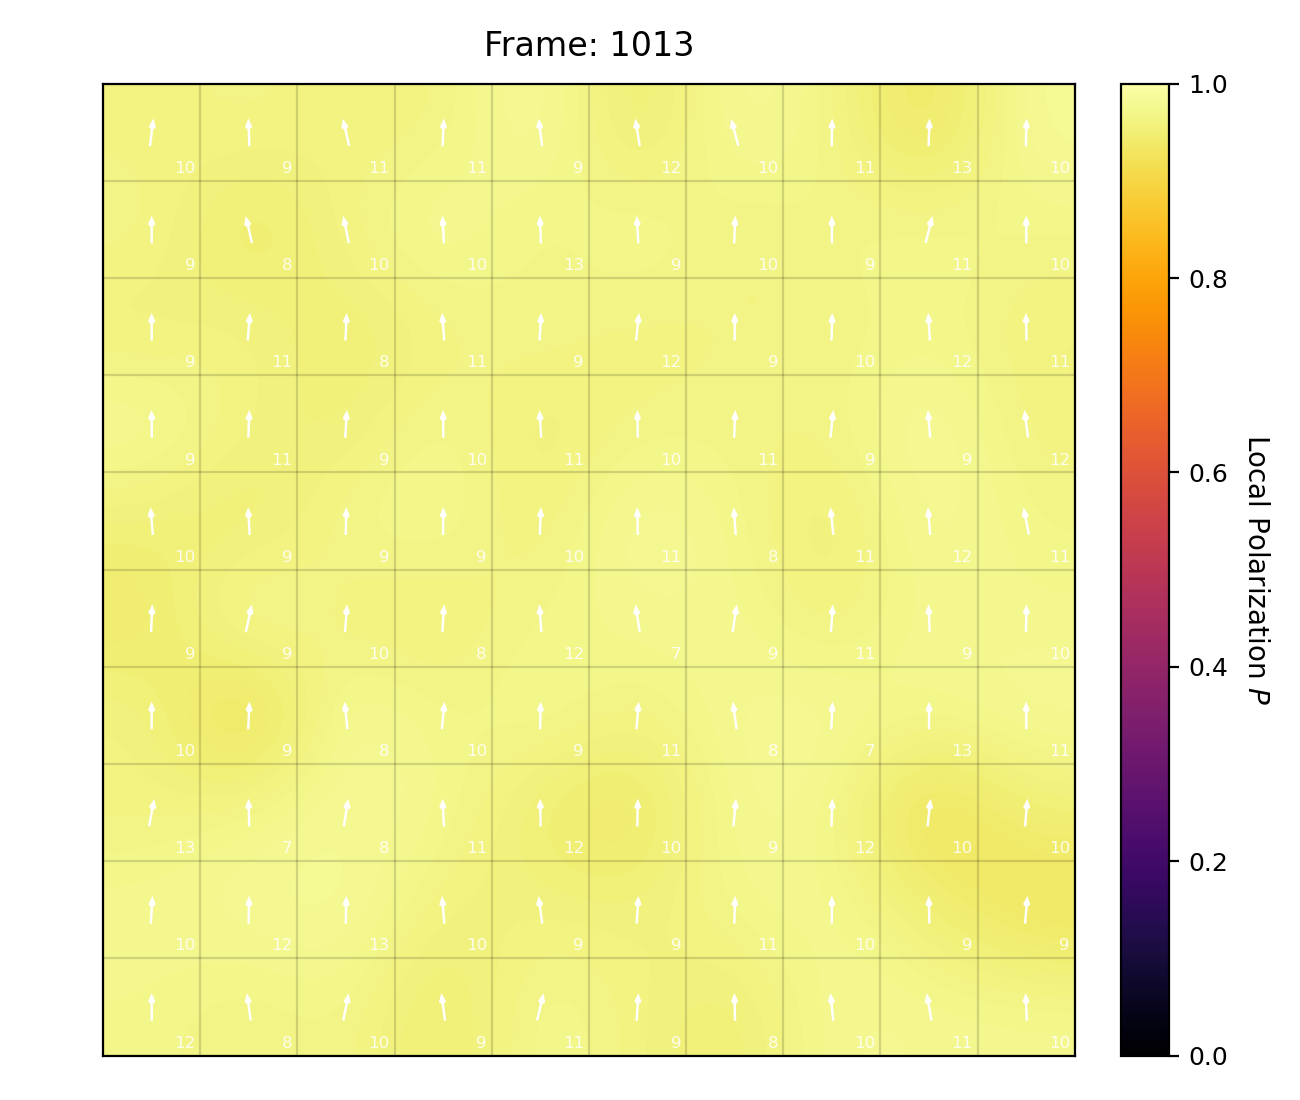 Frame: 1013
10 9 11 11 9 12 10 11 13 10
9 8 10 10 13 9 10 9 11 10
9 11 8 11 9 12 9 10 12 11
9 11 9 10 11 10 11 9 9 12
10 9 9 9 10 11 8 11 12 11
9 9 10 8 12 7 9 11 9 10
10 9 8 10 9 11 8 7 13 11
13 7 8 11 12 10 9 12 10 10
10 12 13 10 9 9 11 10 9 9
12 8 10 9 11 9 8 10 11 10
1.0
0.8
0.6
0.4
0.2
0.0
Local Polarization P